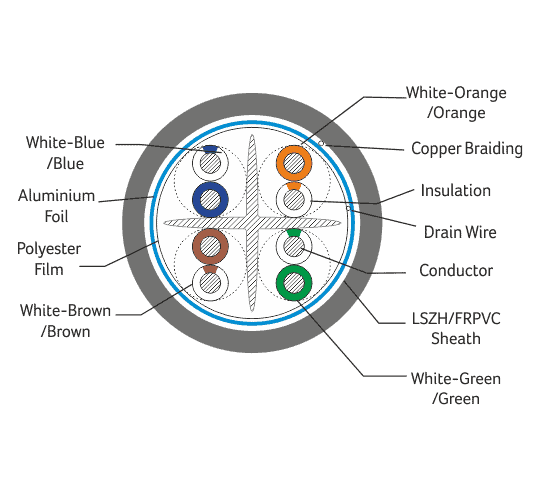 White-Blue
/Blue
Aluminium
Foil
Polyester
Film
White-Brown
/Brown
White-Orange
/Orange
Copper Braiding
Insulation
Drain Wire
Conductor
LSZH/FRPVC
Sheath
White-Green
/Green